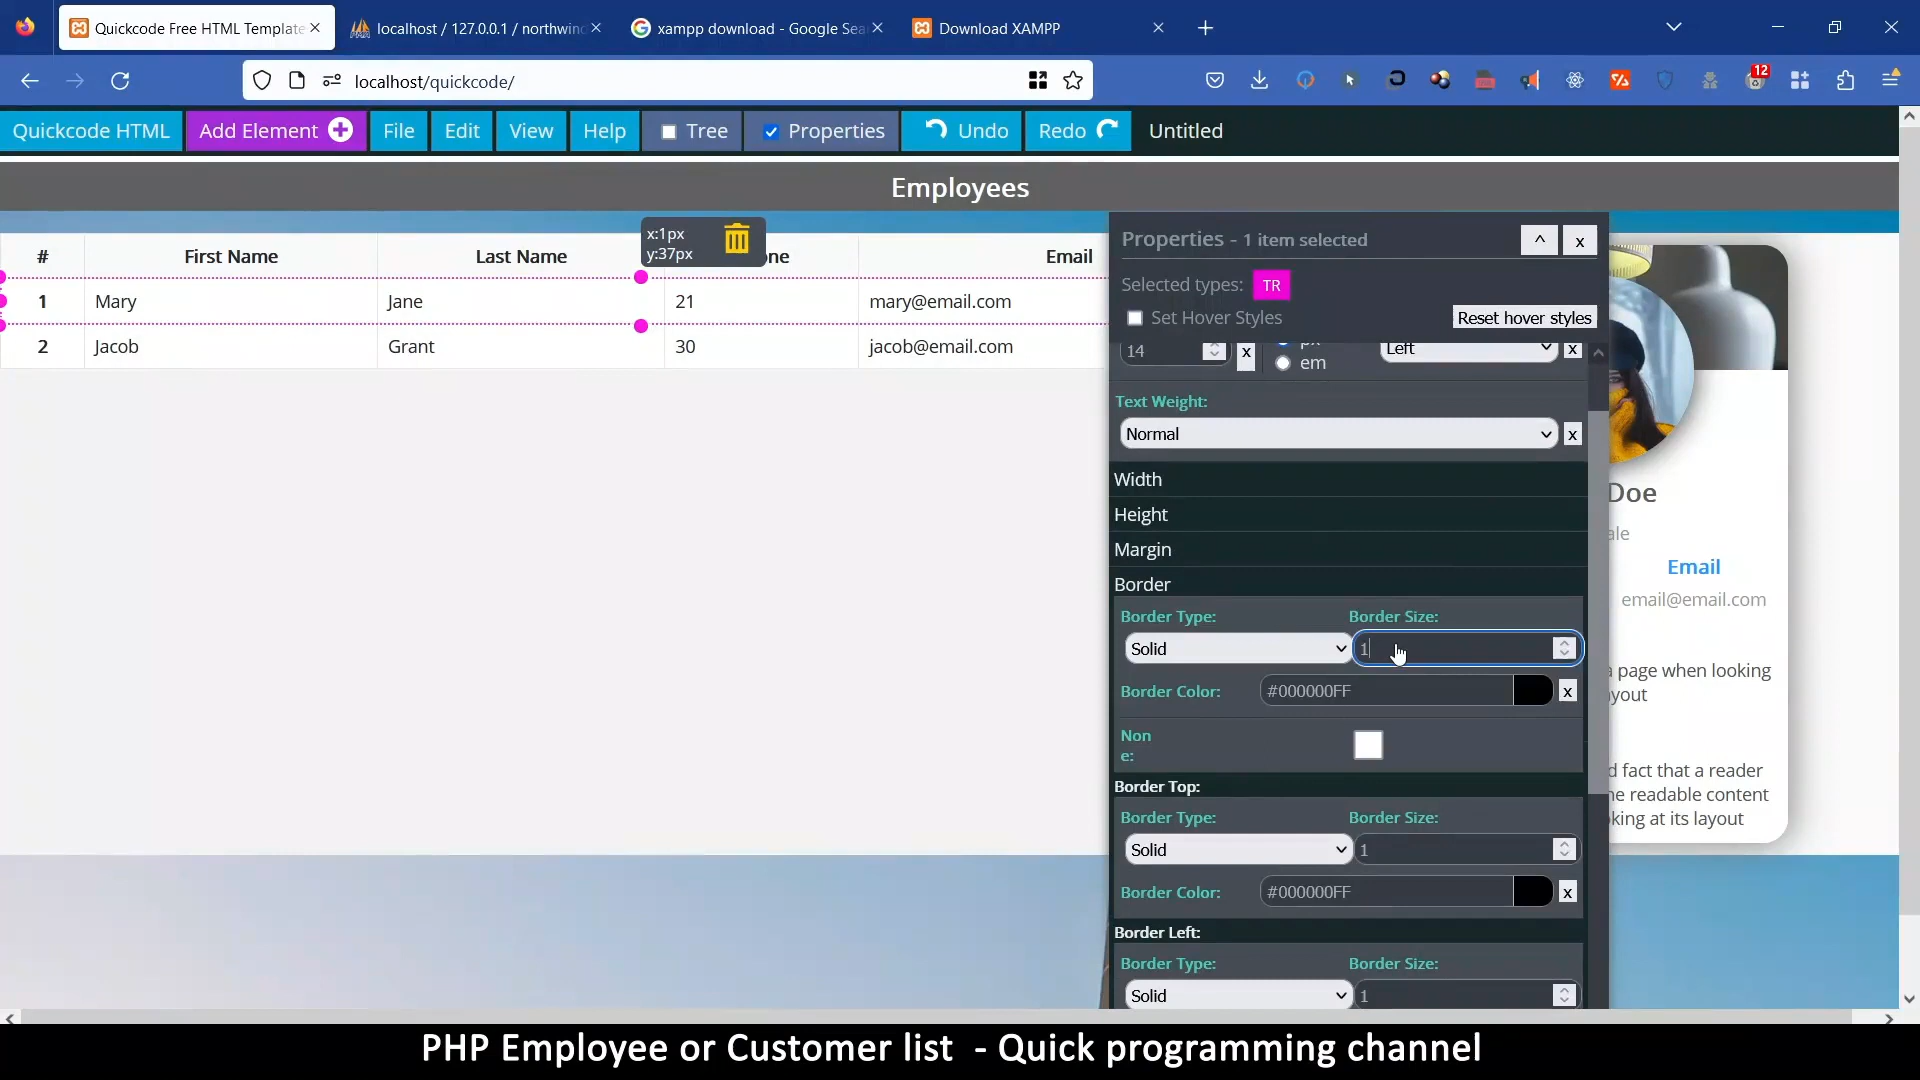 Quickcode Free HTML Template
localhost / 127.0.0.1 / northwin
xampp download - Google Sea
Download XAMPP
localhost/quickcode/
12
Quickcode HTML
Add Element
File
Edit
View
Help
Tree
Properties
Undo
Redo
Untitled
Employees
x:1px
y:37px
# First Name Last Name ne Email
1 Mary Jane 21 mary@email.com
2 Jacob Grant 30 jacob@email.com
Properties - 1 item selected
^
x
Selected types: TR
Set Hover Styles
Reset hover styles
14
x
px
em
Left
x
Text Weight:
Normal
x
Width
Height
Margin
Border
Border Type: Border Size:
Solid 1
Border Color: #000000FF x
Non
e:
Border Top:
Border Type: Border Size:
Solid 1
Border Color: #000000FF x
Border Left:
Border Type: Border Size:
Solid 1
Doe
ale
Email
email@email.com
a page when looking
yout
d fact that a reader
he readable content
king at its layout
PHP Employee or Customer list - Quick programming channel